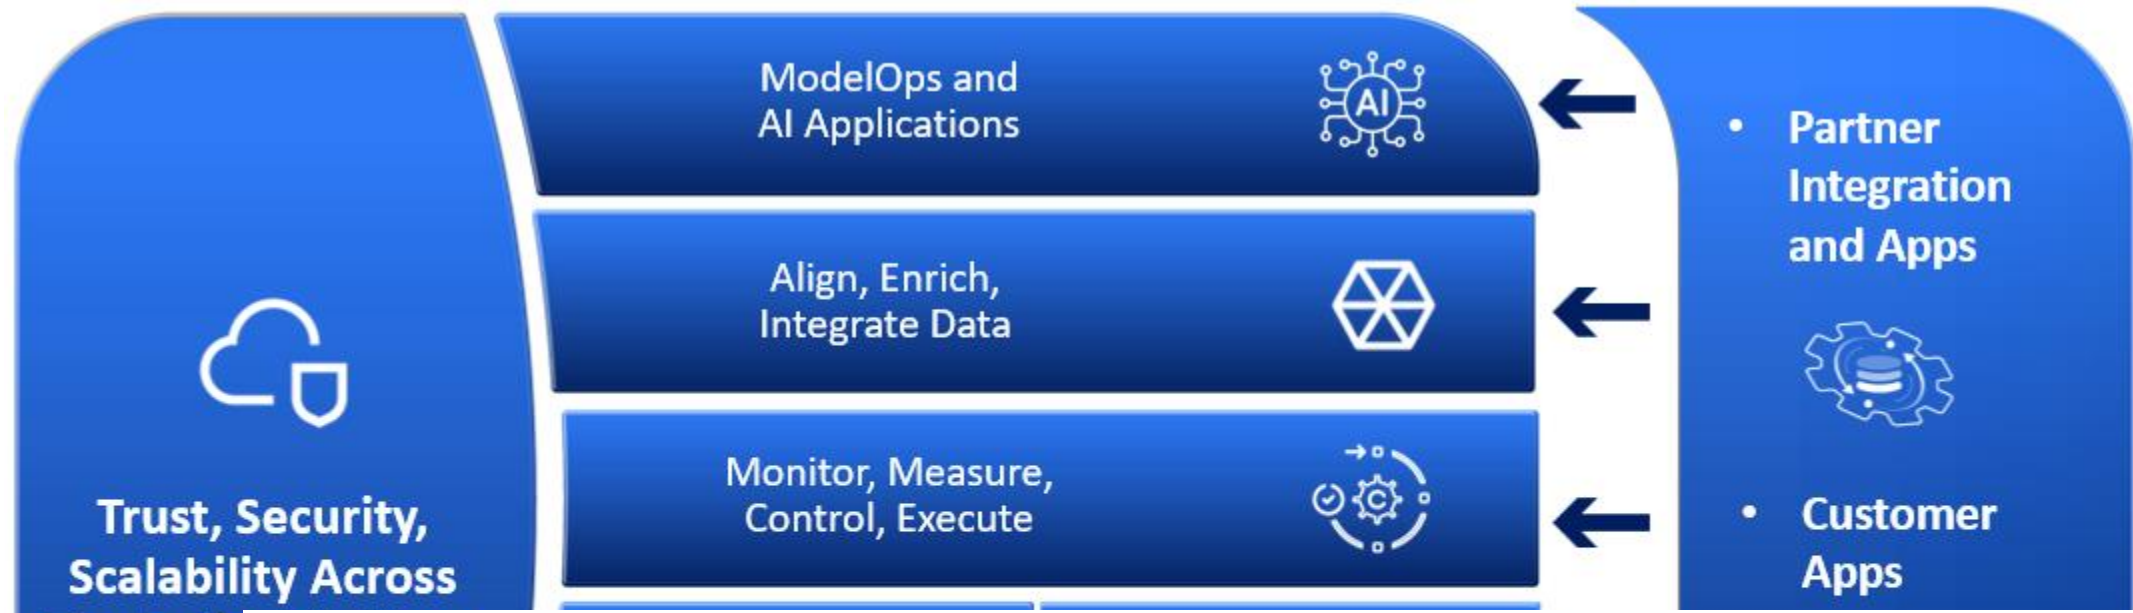 ModelOps and
AI Applications
AI
Align, Enrich,
Integrate Data
Monitor, Measure,
Control, Execute
C
Trust, Security,
Scalability Across
• Partner
Integration
and Apps
• Customer
Apps